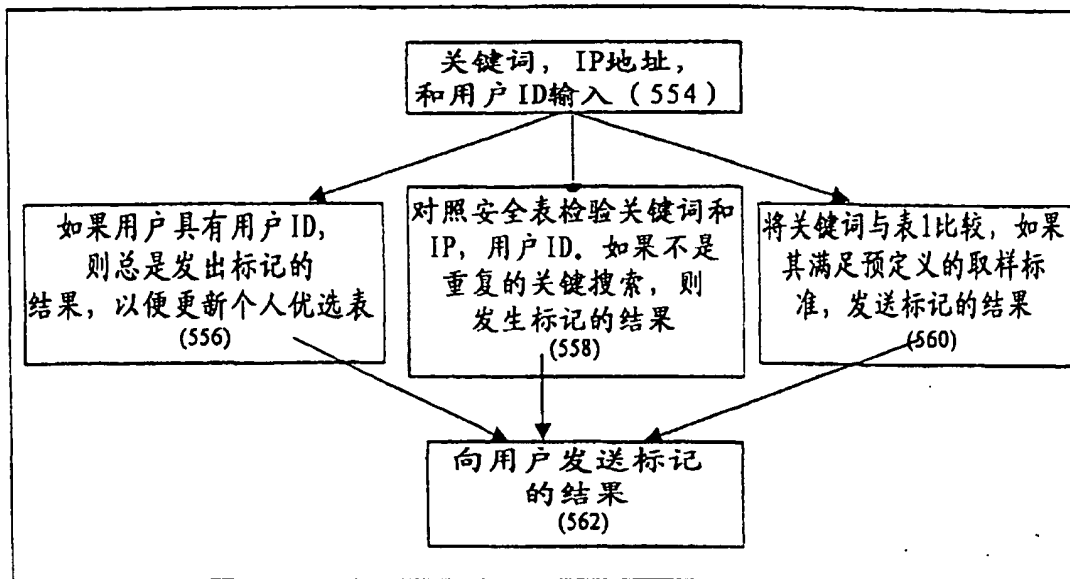 关键词，IP地址，
和用户ID输入（554）
如果用户具有用户ID，
则总是发出标记的
结果，以便更新个人优选表
(556)
对照安全表检验关键词和
IP，用户ID．如果不是
重复的关键搜索，则
发生标记的结果
(558)
将关键词与表1比较，如果
其满足预定义的取样标
准，发送标记的结果
(560)
向用户发送标记
的结果
(562)